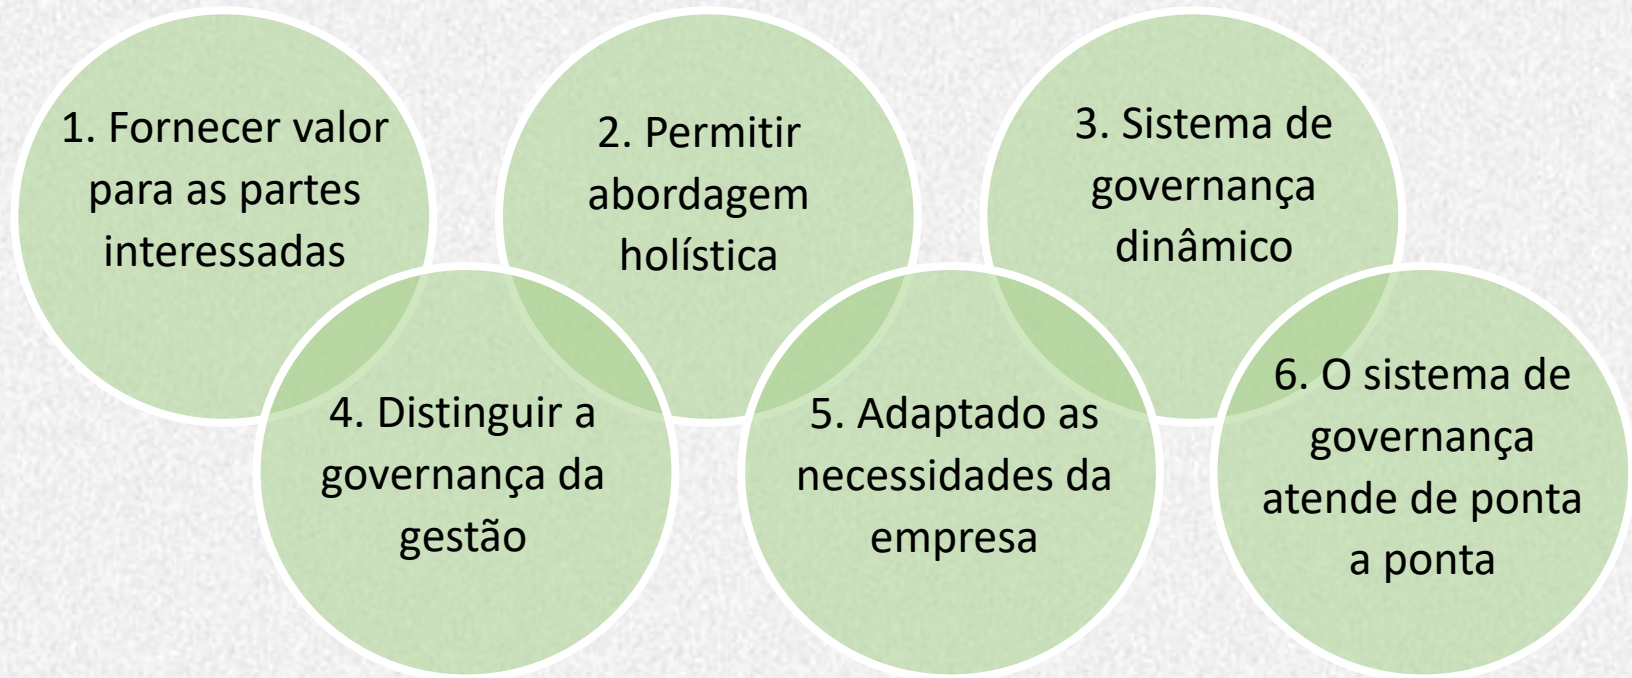 1. Fornecer valor
para as partes
interessadas
2. Permitir
abordagem
holística
3. Sistema de
governança
dinâmico
4. Distinguir a
governança da
gestão
5. Adaptado as
necessidades da
empresa
6. O sistema de
governança
atende de ponta
a ponta